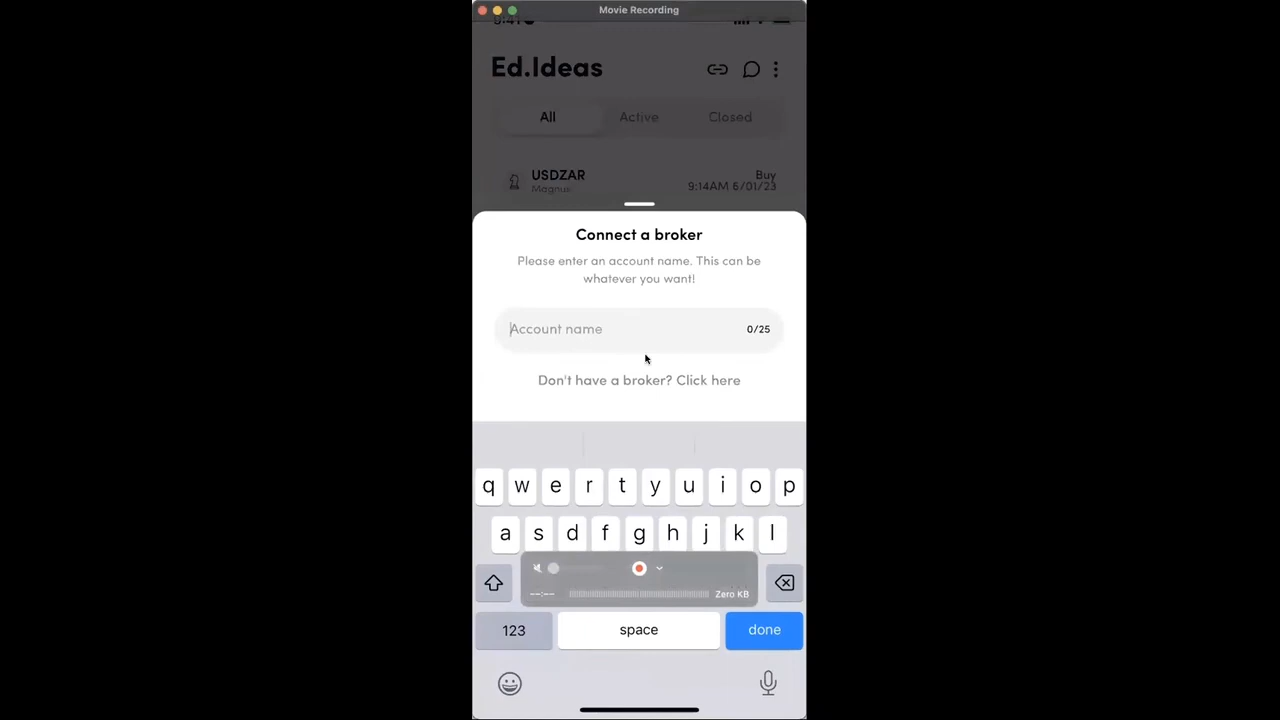 Movie Recording
9:41
Ed.Ideas
All Active Closed
USDZAR Buy
Magnus 9:14AM 6/01/23
Connect a broker
Please enter an account name. This can be
whatever you want!
Account name 0/25
Don't have a broker? Click here
q w e r t y u i o p
a s d f g h j k l
--:-- Zero KB
123 space done